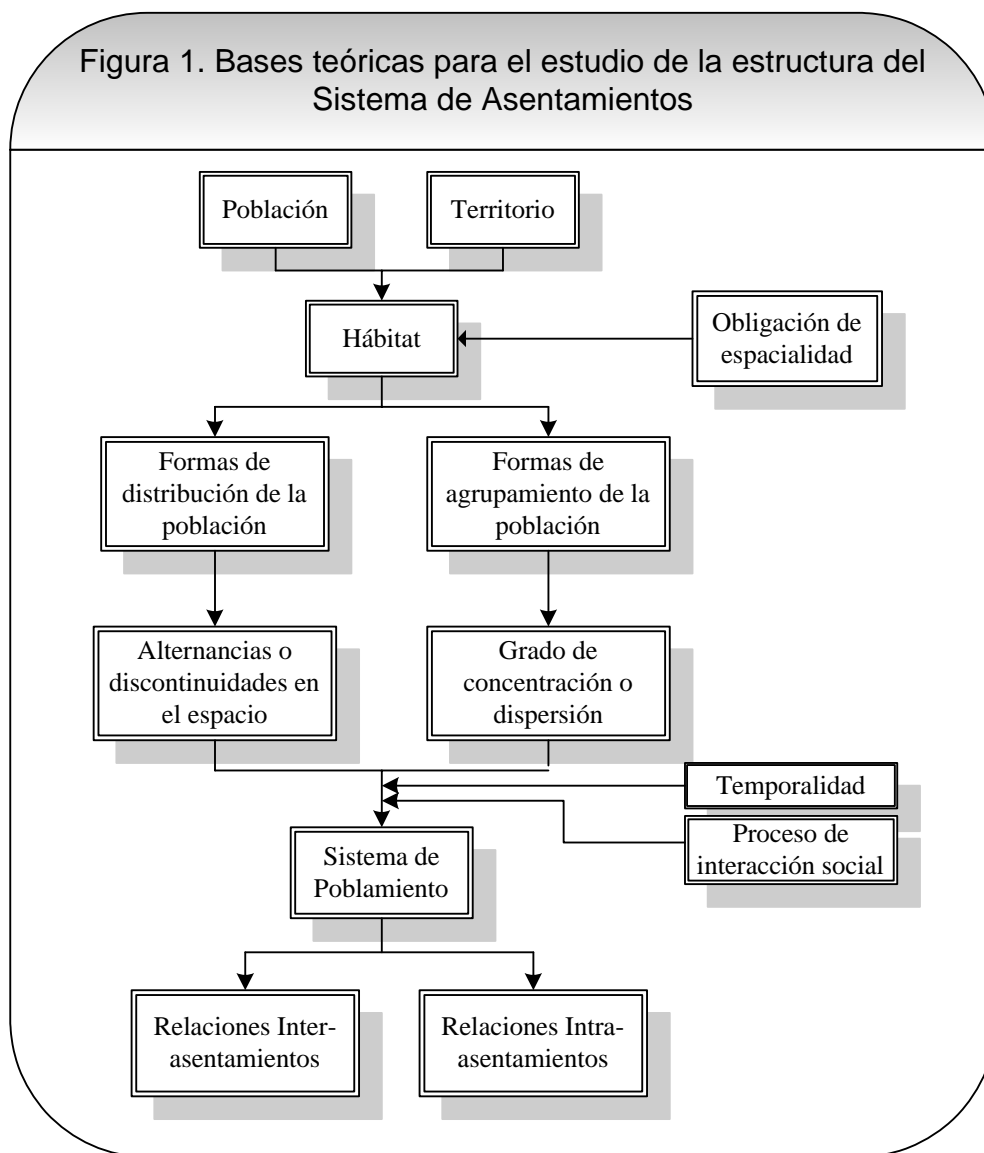 Figura 1. Bases teóricas para el estudio de la estructura del
Sistema de Asentamientos
Población
Territorio
Hábitat
Obligación de
espacialidad
Formas de
distribución de la
población
Formas de
agrupamiento de la
población
Alternancias o
discontinuidades en
el espacio
Grado de
concentración o
dispersión
Temporalidad
Proceso de
interacción social
Sistema de
Poblamiento
Relaciones Inter-
asentamientos
Relaciones Intra-
asentamientos